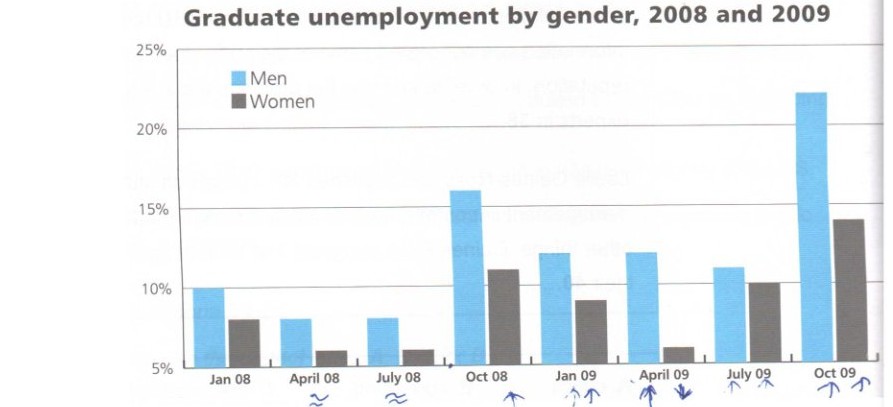 Graduate unemployment by gender, 2008 and 2009
25%
Men
Women
20%
15%
10%
5%
Jan 08 April 08 July 08 Oct 08 Jan 09 April 09 July 09 Oct 09